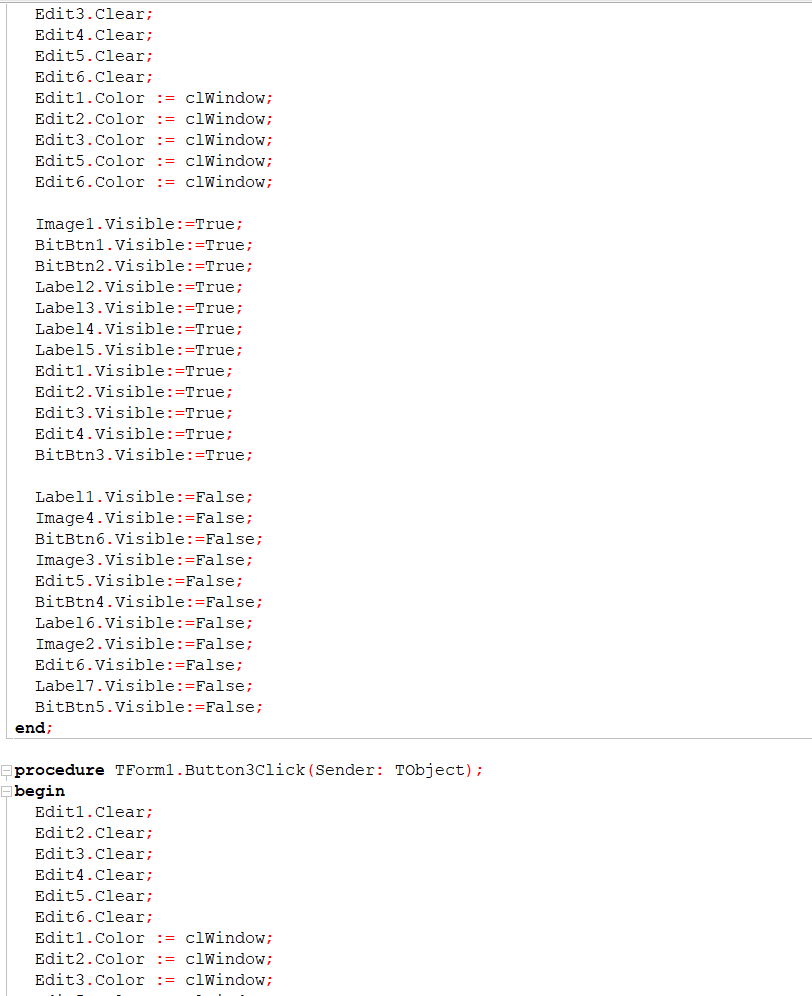 Edit3.Clear;
Edit4.Clear;
Edit5.Clear;
Edit6.Clear;
Edit1.Color := clWindow;
Edit2.Color := clWindow;
Edit3.Color := clWindow;
Edit5.Color := clWindow;
Edit6.Color := clWindow;
Image1.Visible:=True;
BitBtn1.Visible:=True;
BitBtn2.Visible:=True;
Label2.Visible:=True;
Label3.Visible:=True;
Label4.Visible:=True;
Label5.Visible:=True;
Edit1.Visible:=True;
Edit2.Visible:=True;
Edit3.Visible:=True;
Edit4.Visible:=True;
BitBtn3.Visible:=True;
Label1.Visible:=False;
Image4.Visible:=False;
BitBtn6.Visible:=False;
Image3.Visible:=False;
Edit5.Visible:=False;
BitBtn4.Visible:=False;
Label6.Visible:=False;
Image2.Visible:=False;
Edit6.Visible:=False;
Label7.Visible:=False;
BitBtn5.Visible:=False;
end;
procedure TForm1.Button3Click(Sender: TObject);
begin
Edit1.Clear;
Edit2.Clear;
Edit3.Clear;
Edit4.Clear;
Edit5.Clear;
Edit6.Clear;
Edit1.Color := clWindow;
Edit2.Color := clWindow;
Edit3.Color := clWindow;